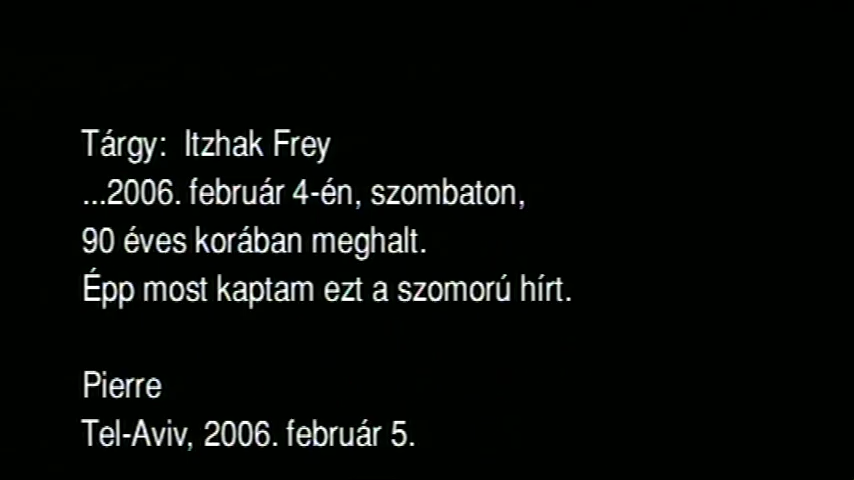 Tárgy: Itzhak Frey
...2006. február 4-én, szombaton,
90 éves korában meghalt.
Épp most kaptam ezt a szomorú hírt.
Pierre
Tel-Aviv, 2006. február 5.